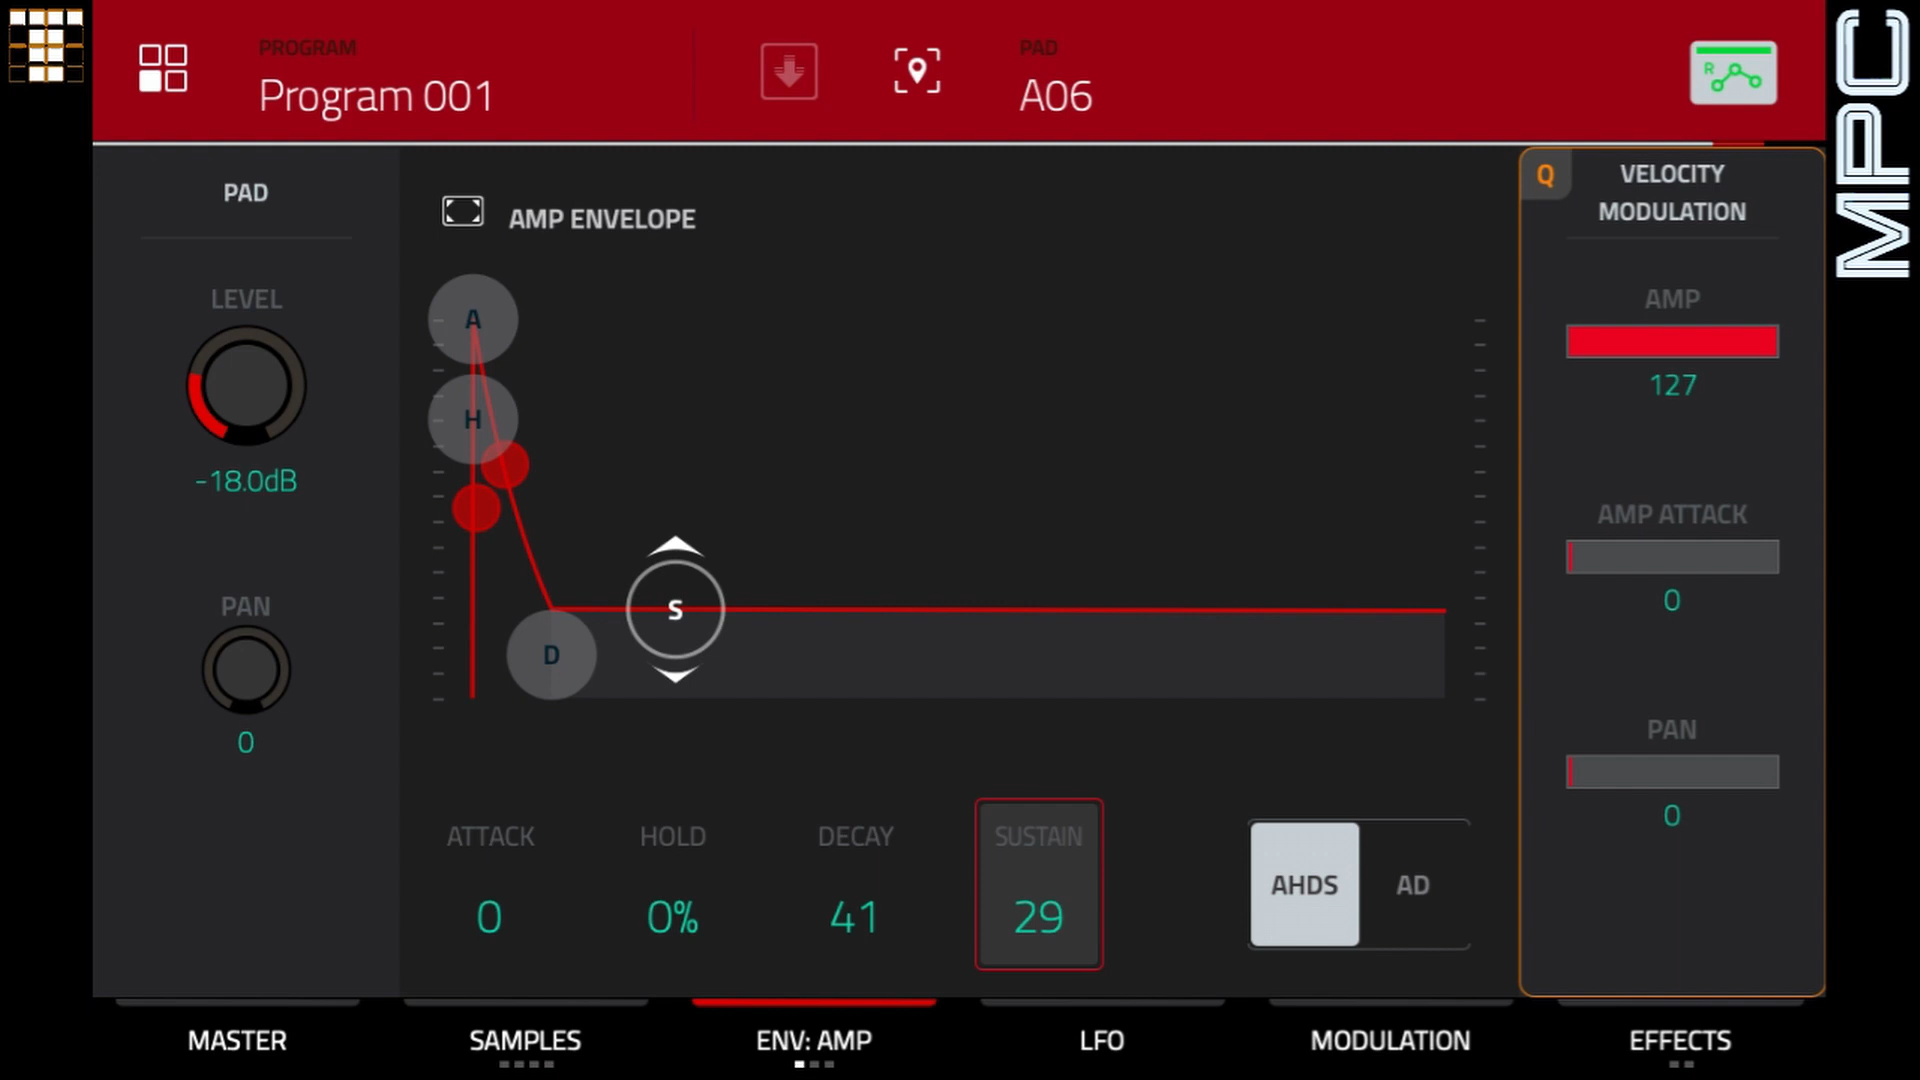 PROGRAM
Program 001
PAD
A06
R
MPC
PAD
LEVEL
-18.0dB
PAN
0
AMP ENVELOPE
A
H
D
S
ATTACK
0
HOLD
0%
DECAY
41
SUSTAIN
29
AHDS
AD
Q
VELOCITY
MODULATION
AMP
127
AMP ATTACK
0
PAN
0
MASTER
SAMPLES
ENV: AMP
LFO
MODULATION
EFFECTS